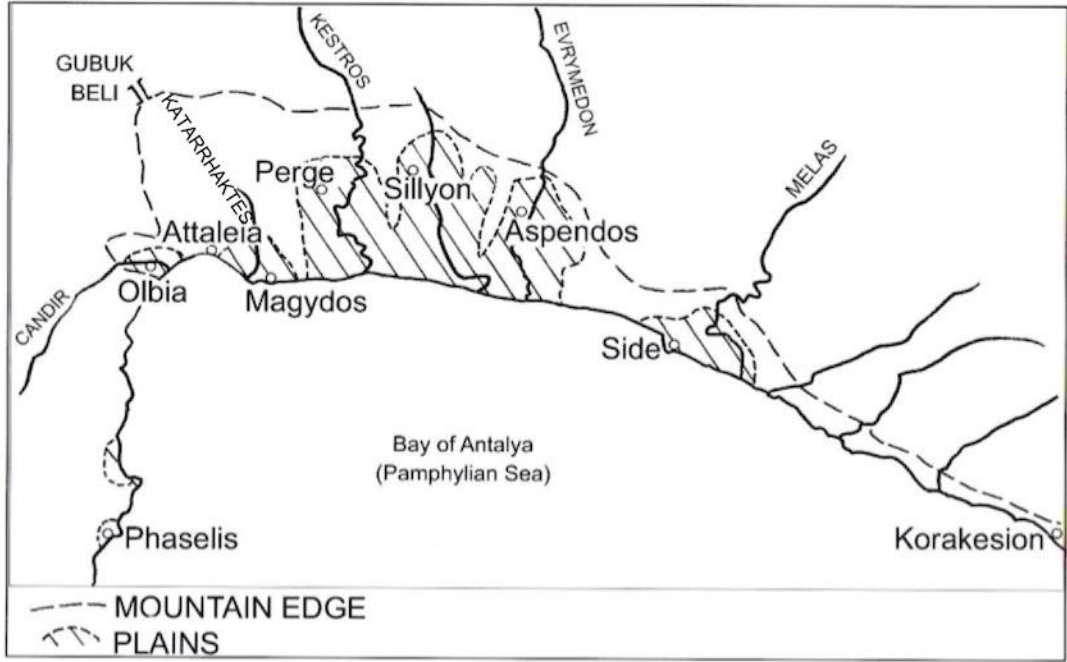 GUBUK
BELI
KATARRHAKTES
KESTROS
EVRYMEDON
MELAS
Perge
Sillyon
Aspendos
Attaleia
Olbia
Magydos
CANDIR
Side
Bay of Antalya
(Pamphylian Sea)
Phaselis
Korakesion
MOUNTAIN EDGE
PLAINS